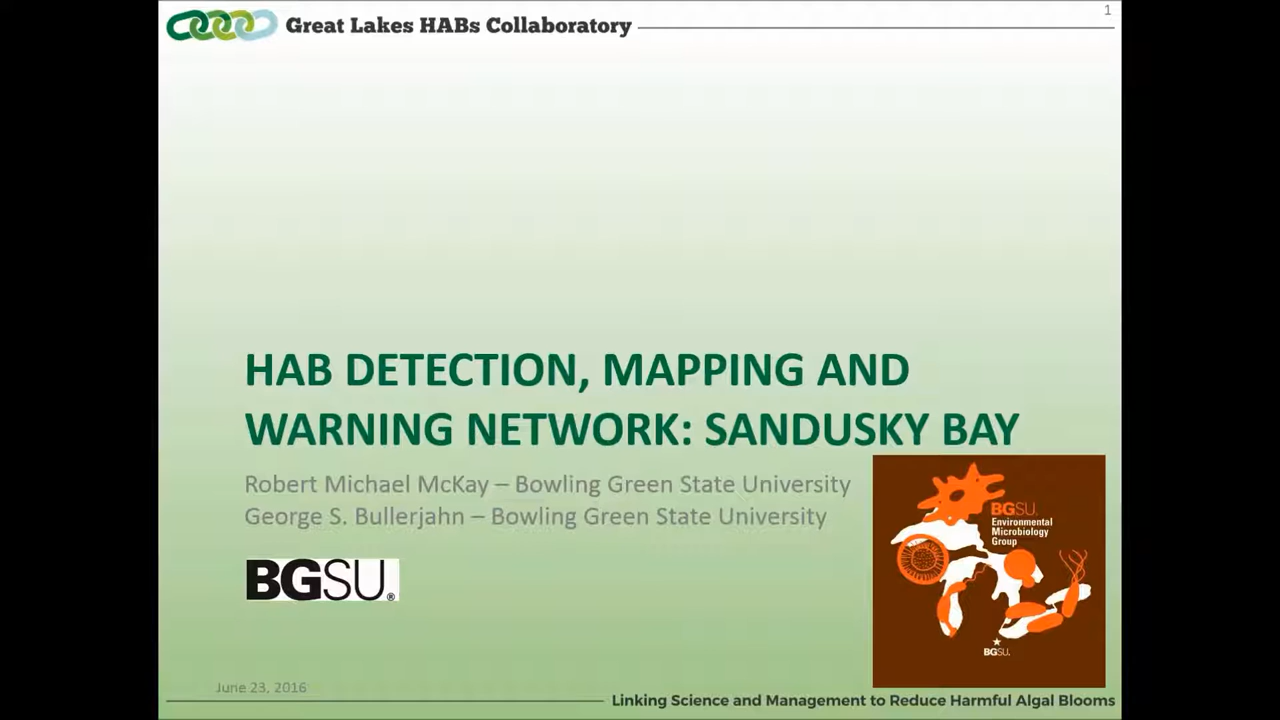 1
Great Lakes HABs Collaboratory
HAB DETECTION, MAPPING AND
WARNING NETWORK: SANDUSKY BAY
Robert Michael McKay – Bowling Green State University
George S. Bullerjahn – Bowling Green State University
BGSU®
BGSU.
Environmental
Microbiology
Group
BGSU.
June 23, 2016
Linking Science and Management to Reduce Harmful Algal Blooms